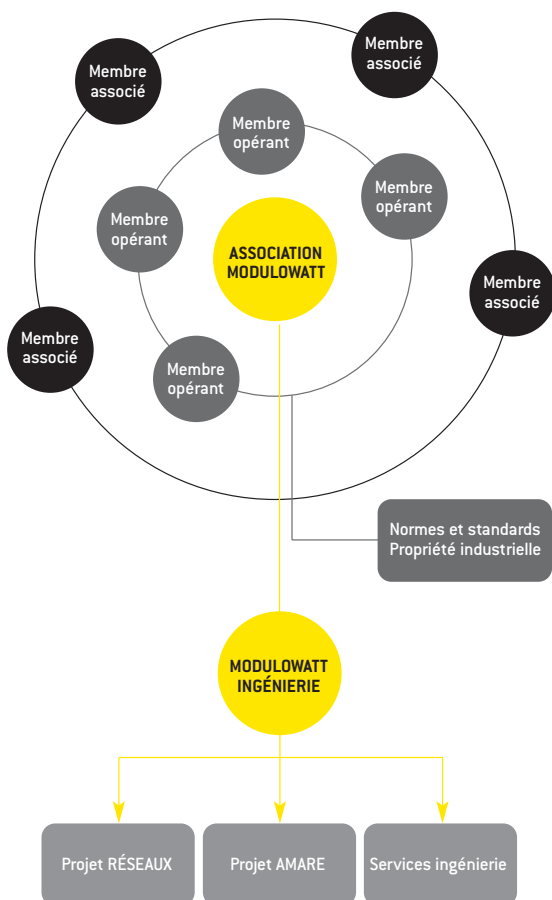 Membre
associé
Membre
associé
Membre
opérant
Membre
opérant
Membre
opérant
ASSOCIATION
MODULOWATT
Membre
associé
Membre
associé
Membre
opérant
Normes et standards
Propriété industrielle
MODULOWATT
INGÉNIERIE
Projet RÉSEAUX
Projet AMARE
Services ingénierie